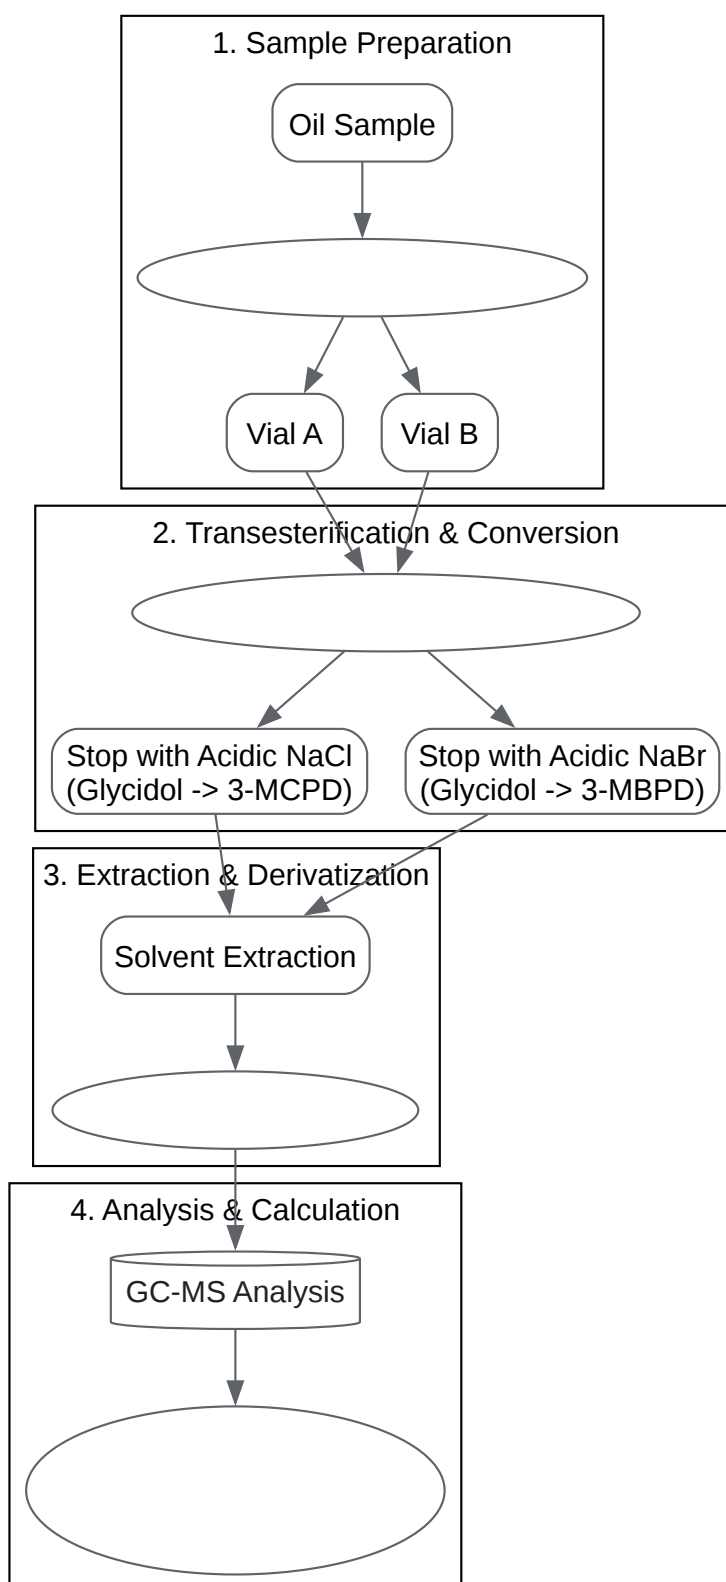 1. Sample Preparation
Oil Sample
Vial A
Vial B
2. Transesterification & Conversion
Stop with Acidic NaCl
(Glycidol -> 3-MCPD)
Stop with Acidic NaBr
(Glycidol -> 3-MBPD)
3. Extraction & Derivatization
Solvent Extraction
4. Analysis & Calculation
GC-MS Analysis